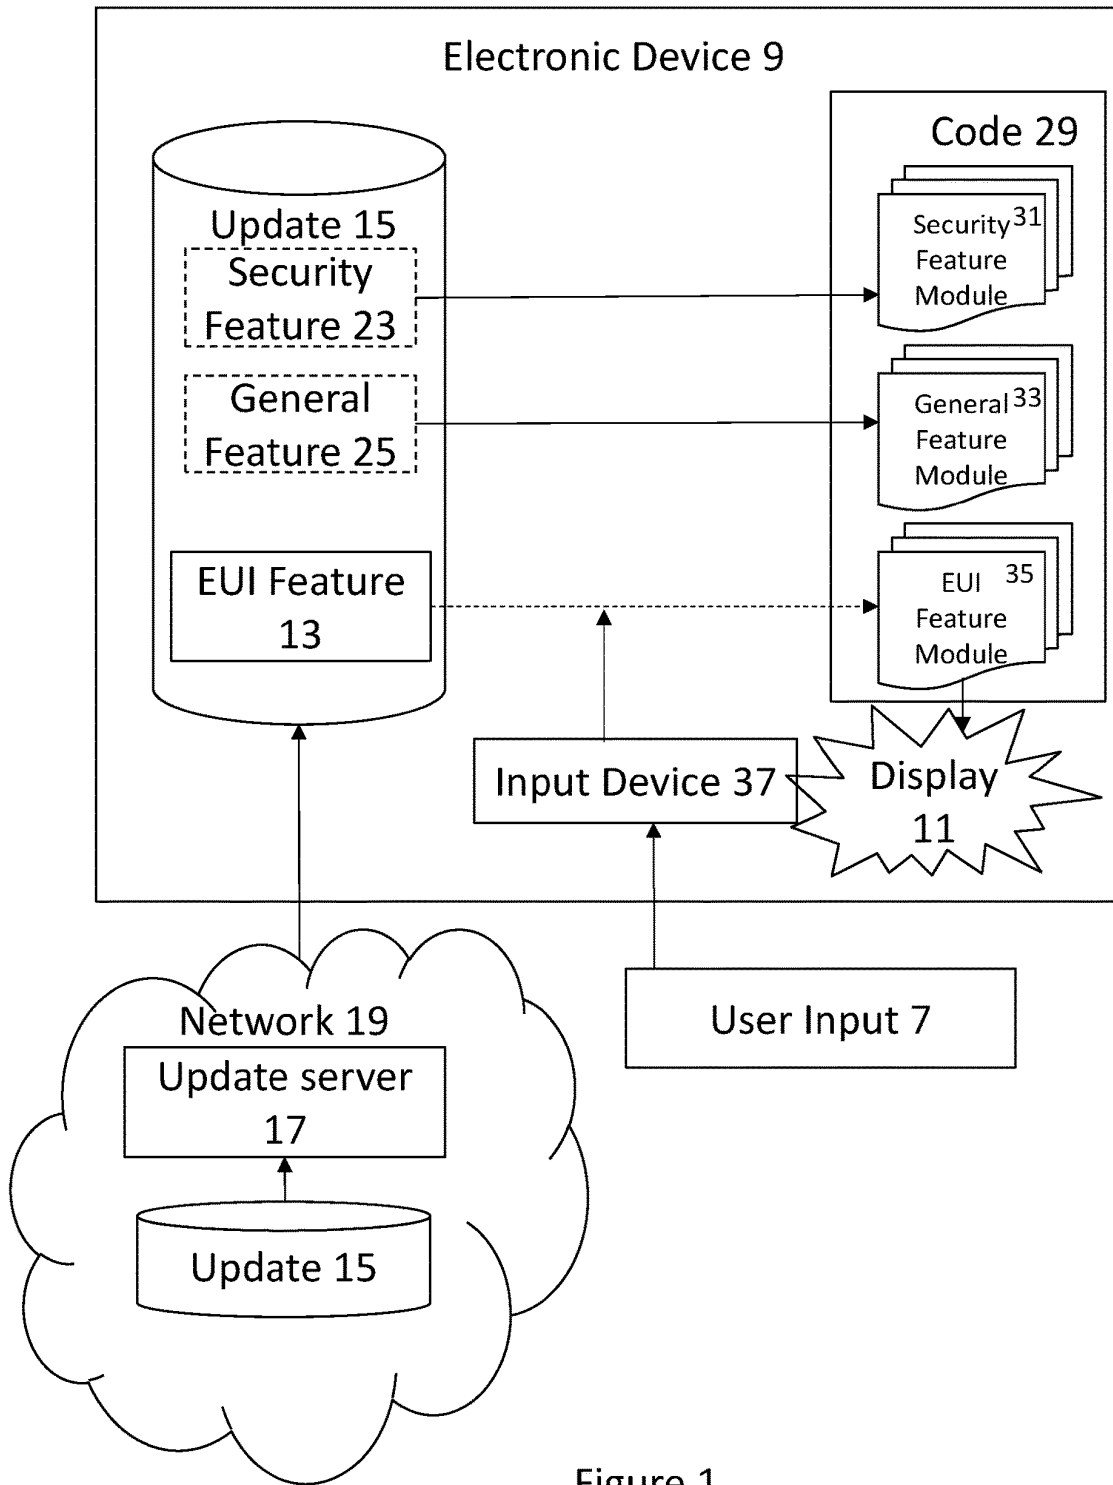 Electronic Device 9
Code 29
Update 15
Security
Feature 23
General
Feature 25
EUI Feature
13
Security 31
Feature
Module
General 33
Feature
Module
EUI 35
Feature
Module
Input Device 37
Display
11
User Input 7
Network 19
Update server
17
Update 15
Figure 1